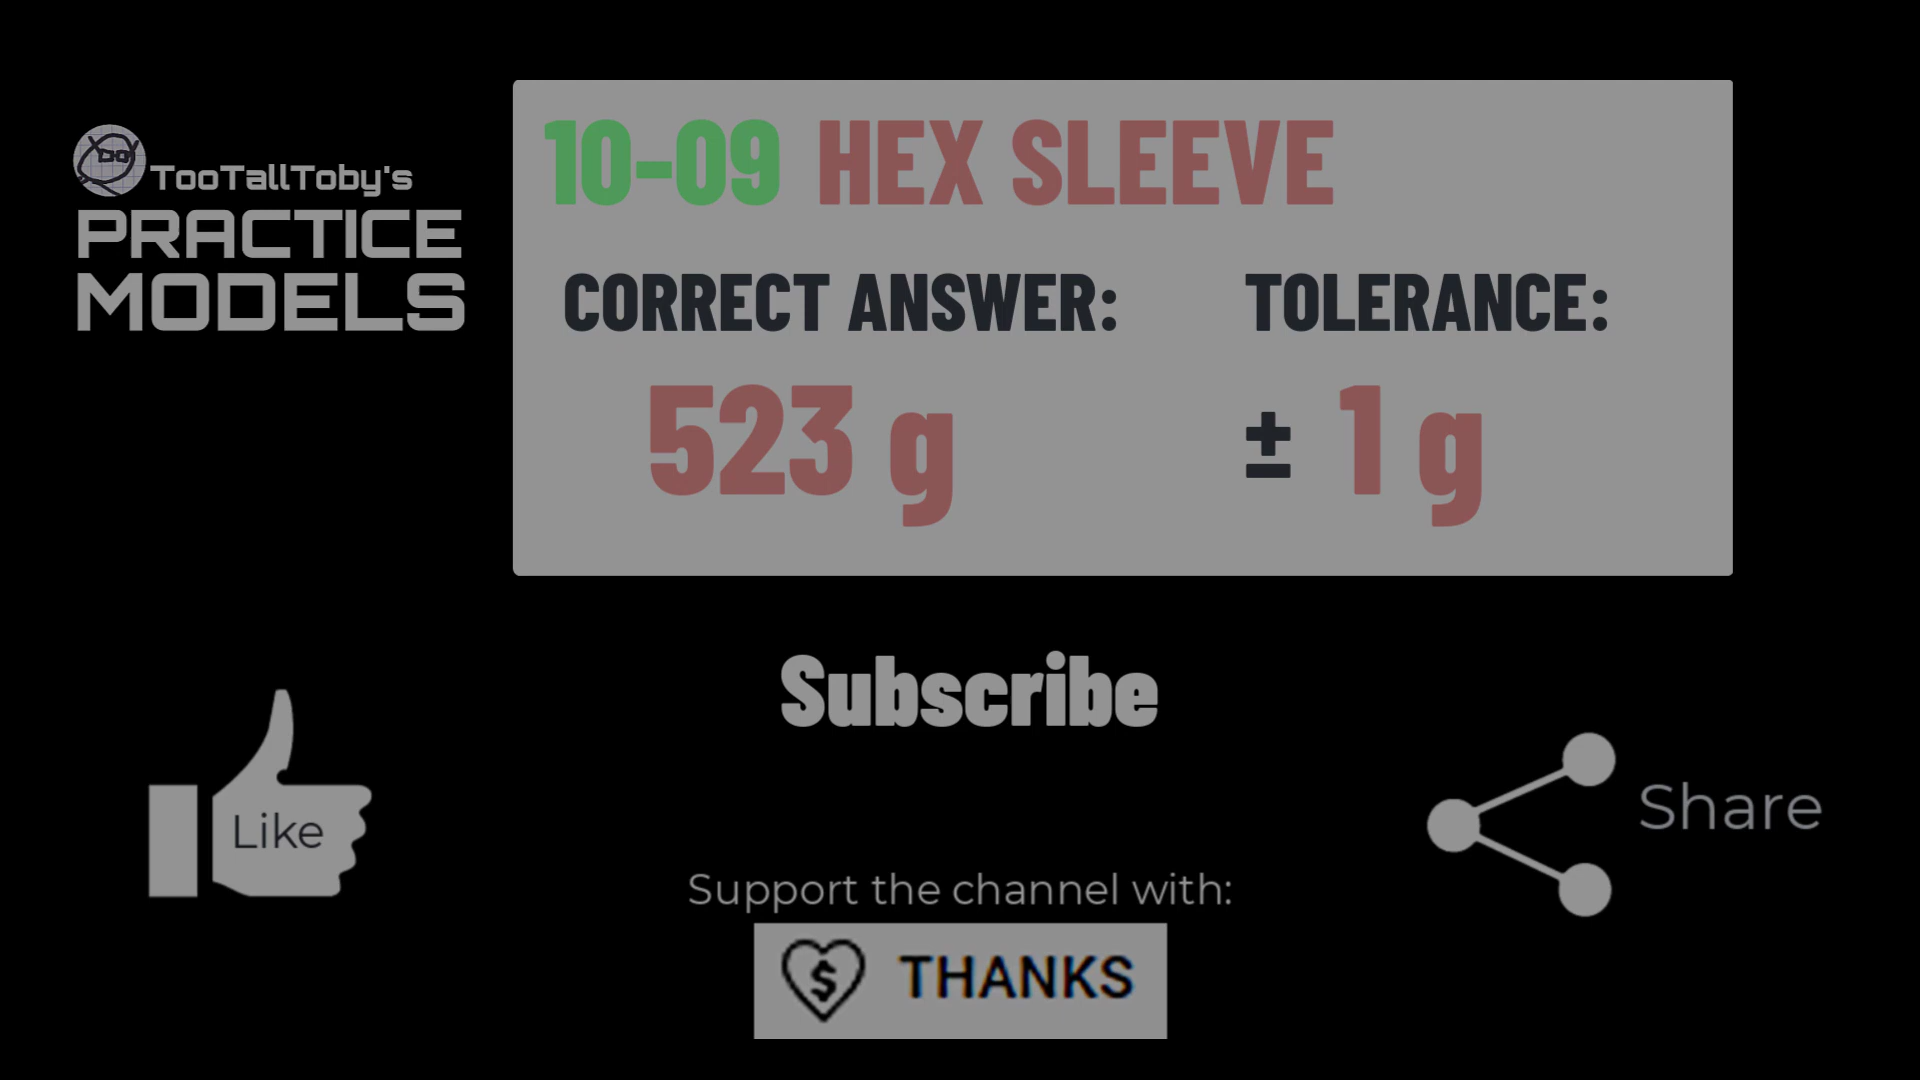 TooTallToby's
PRACTICE
MODELS
10-09 HEX SLEEVE
CORRECT ANSWER:
TOLERANCE:
523 g
± 1 g
Subscribe
Like
Share
Support the channel with:
$ THANKS